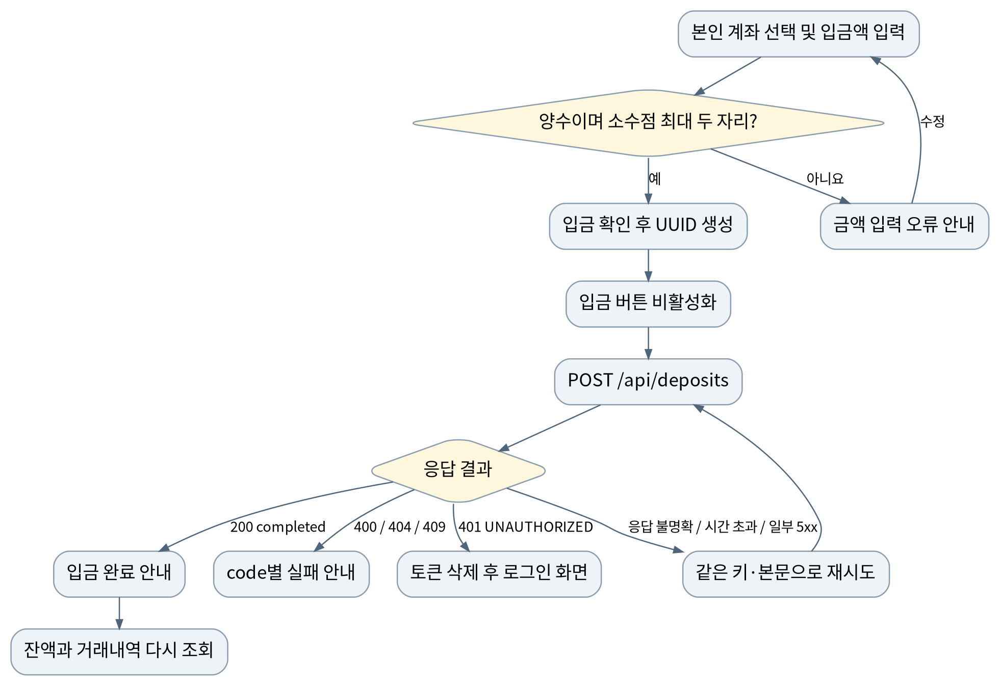 본인 계좌 선택 및 입금액 입력
양수이며 소수점 최대 두 자리?
수정
예
아니요
입금 확인 후 UUID 생성
금액 입력 오류 안내
입금 버튼 비활성화
POST /api/deposits
응답 결과
200 completed
400 / 404 / 409
401 UNAUTHORIZED
응답 불명확 / 시간 초과 / 일부 5xx
입금 완료 안내
code별 실패 안내
토큰 삭제 후 로그인 화면
같은 키·본문으로 재시도
잔액과 거래내역 다시 조회